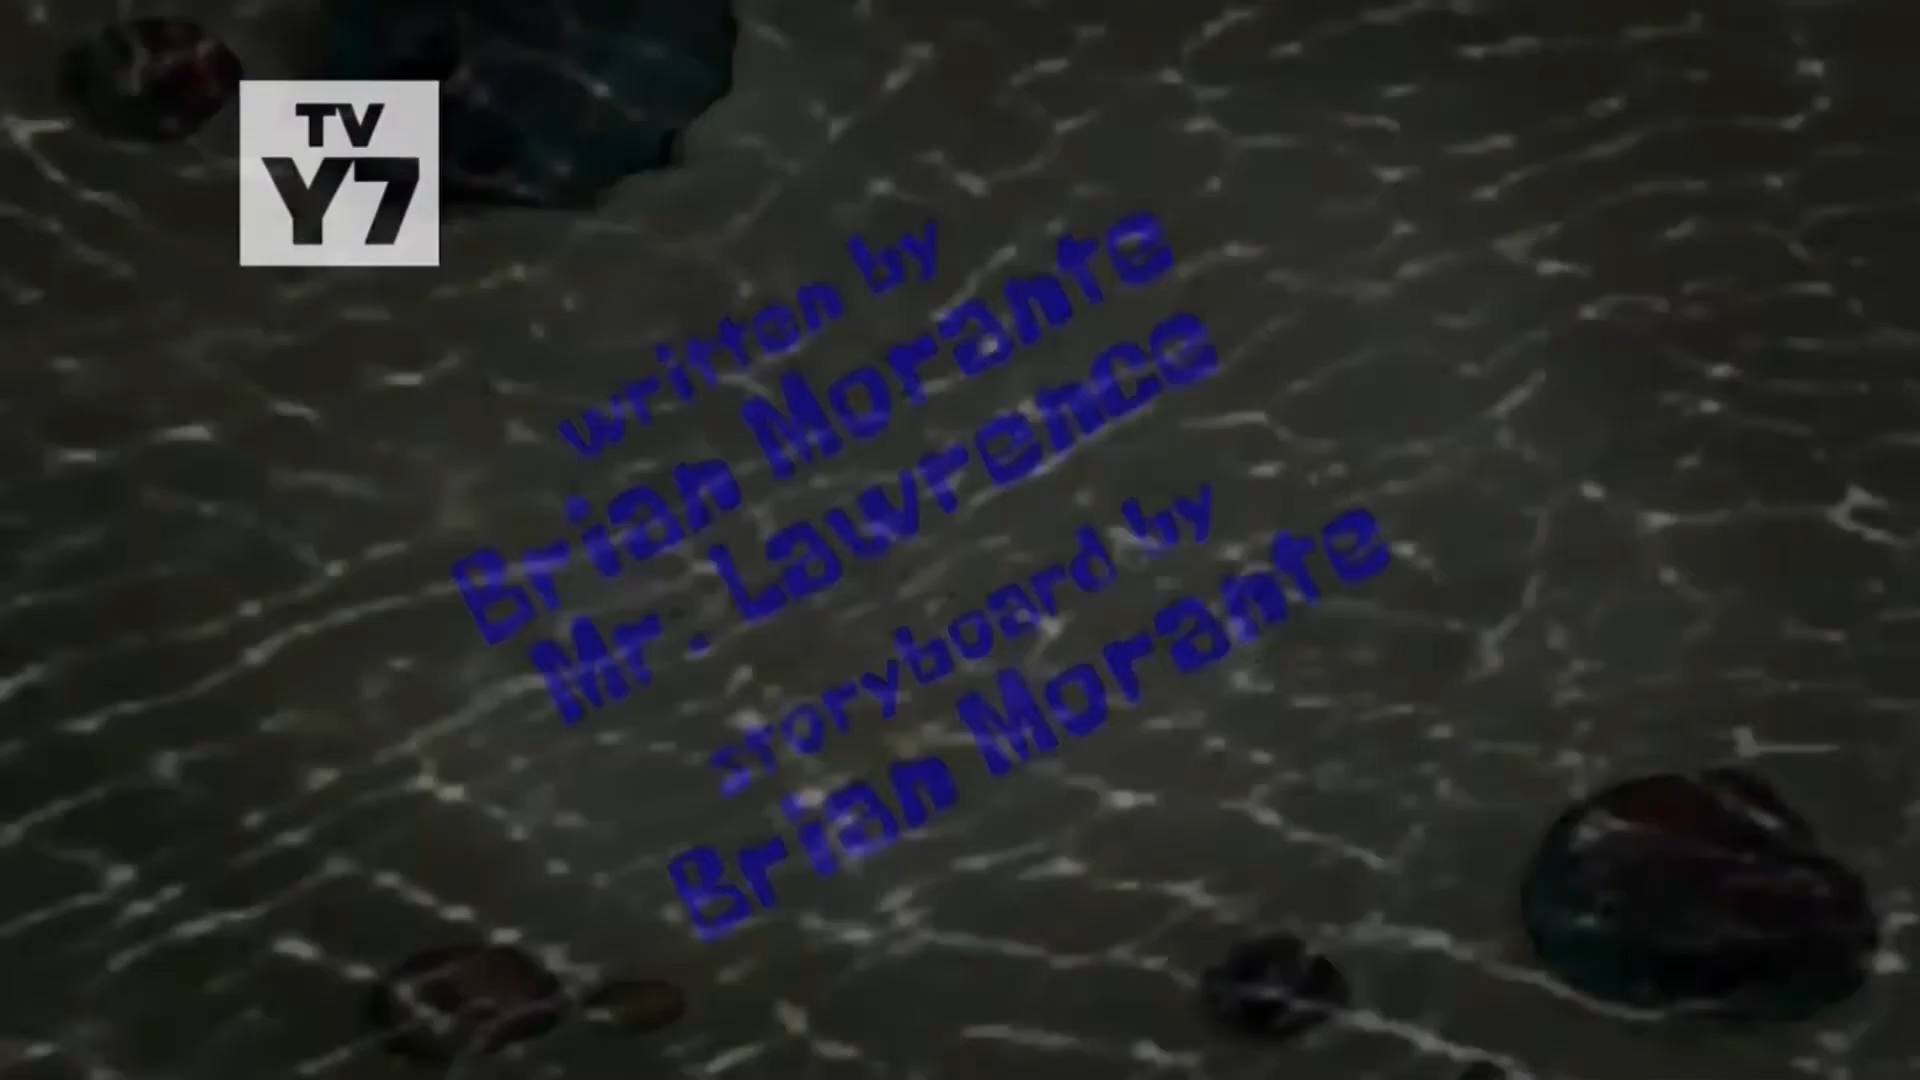 TV
Y7
written by
Brian Morante
Mr. Lawrence
storyboard by
Brian Morante